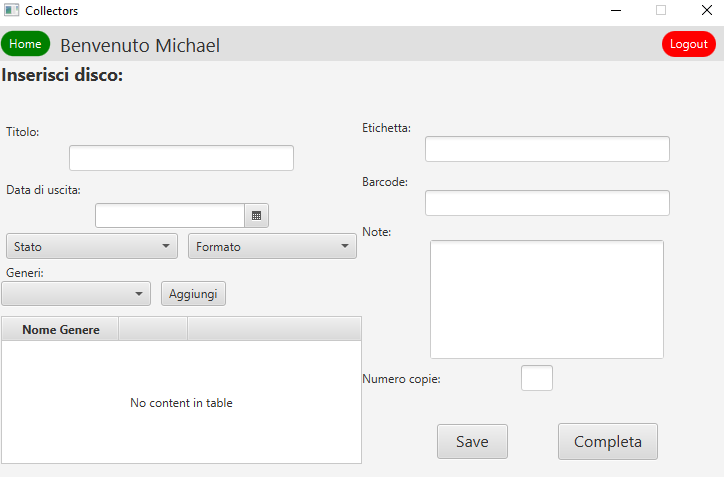 Collectors
Home Benvenuto Michael Logout
Inserisci disco:
Titolo:
Data di uscita:
Stato Formato
Generi:
Aggiungi
Nome Genere
No content in table
Etichetta:
Barcode:
Note:
Numero copie:
Save Completa